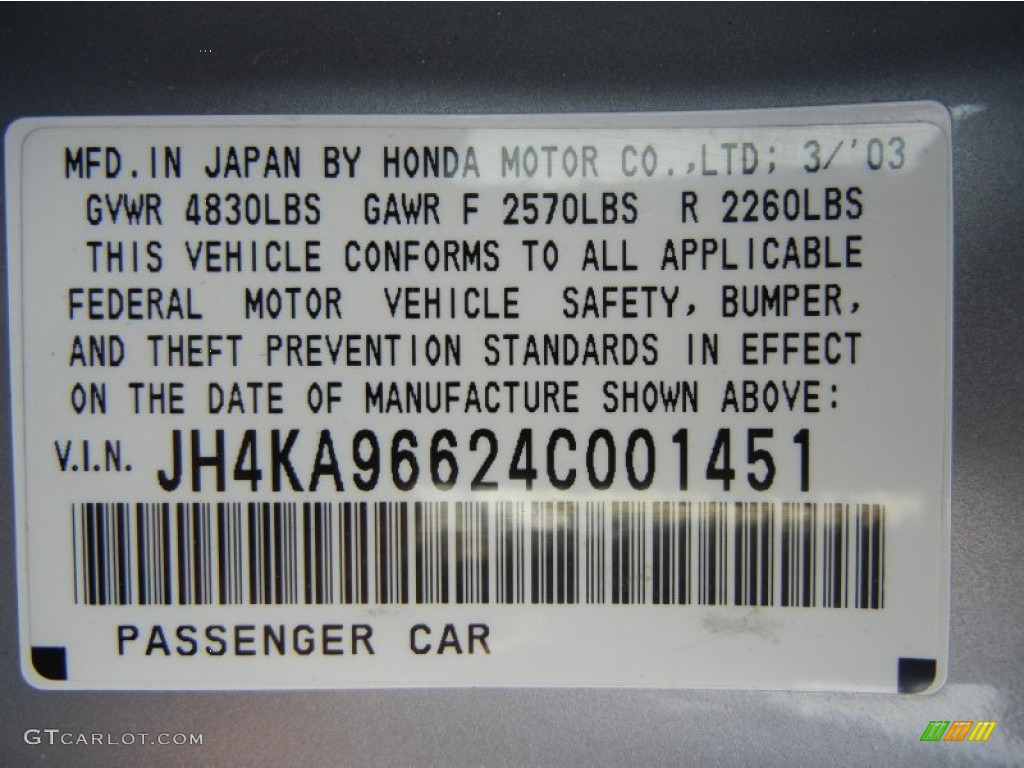 MFD. IN JAPAN BY HONDA MOTOR CO.,LTD; 3/'03
GVWR 4830LBS GAWR F 2570LBS R 2260LBS
THIS VEHICLE CONFORMS TO ALL APPLICABLE
FEDERAL MOTOR VEHICLE SAFETY, BUMPER,
AND THEFT PREVENTION STANDARDS IN EFFECT
ON THE DATE OF MANUFACTURE SHOWN ABOVE:
V.I.N. JH4KA96624C001451
PASSENGER CAR
GTCARLOT.COM